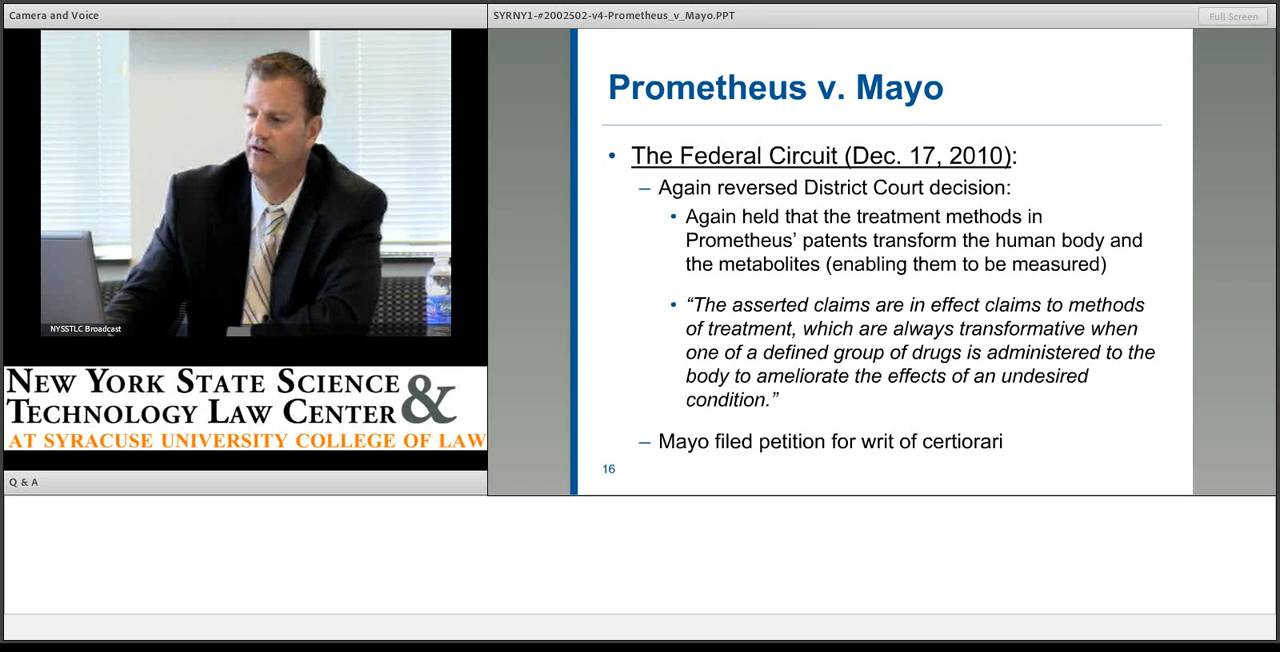 Camera and Voice
SYRNY1-#2002502-v4-Prometheus_v_Mayo.PPT
Full Screen
NYSSTLC Broadcast
NEW YORK STATE SCIENCE
& TECHNOLOGY LAW CENTER
AT SYRACUSE UNIVERSITY COLLEGE OF LAW
Q & A
Prometheus v. Mayo
• The Federal Circuit (Dec. 17, 2010):
– Again reversed District Court decision:
• Again held that the treatment methods in
Prometheus’ patents transform the human body and
the metabolites (enabling them to be measured)
• “The asserted claims are in effect claims to methods
of treatment, which are always transformative when
one of a defined group of drugs is administered to the
body to ameliorate the effects of an undesired
condition.”
– Mayo filed petition for writ of certiorari
16